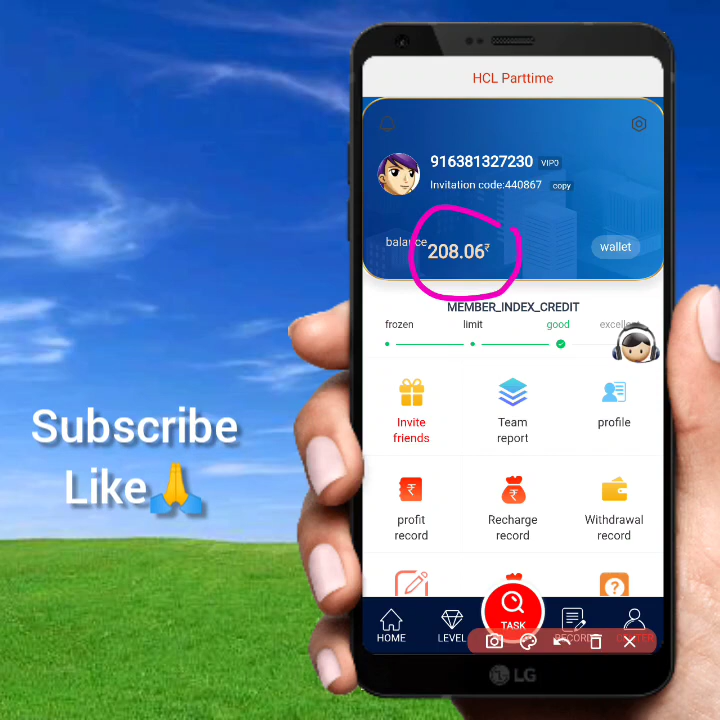 HCL Parttime
916381327230 VIP0
Invitation code:440867 copy
balance 208.06₹
wallet
MEMBER_INDEX_CREDIT
frozen limit good
Invite friends
Team report
profile
profit record
Recharge record
Withdrawal record
HOME
LEVEL
TASK
LG
Subscribe
Like🙏